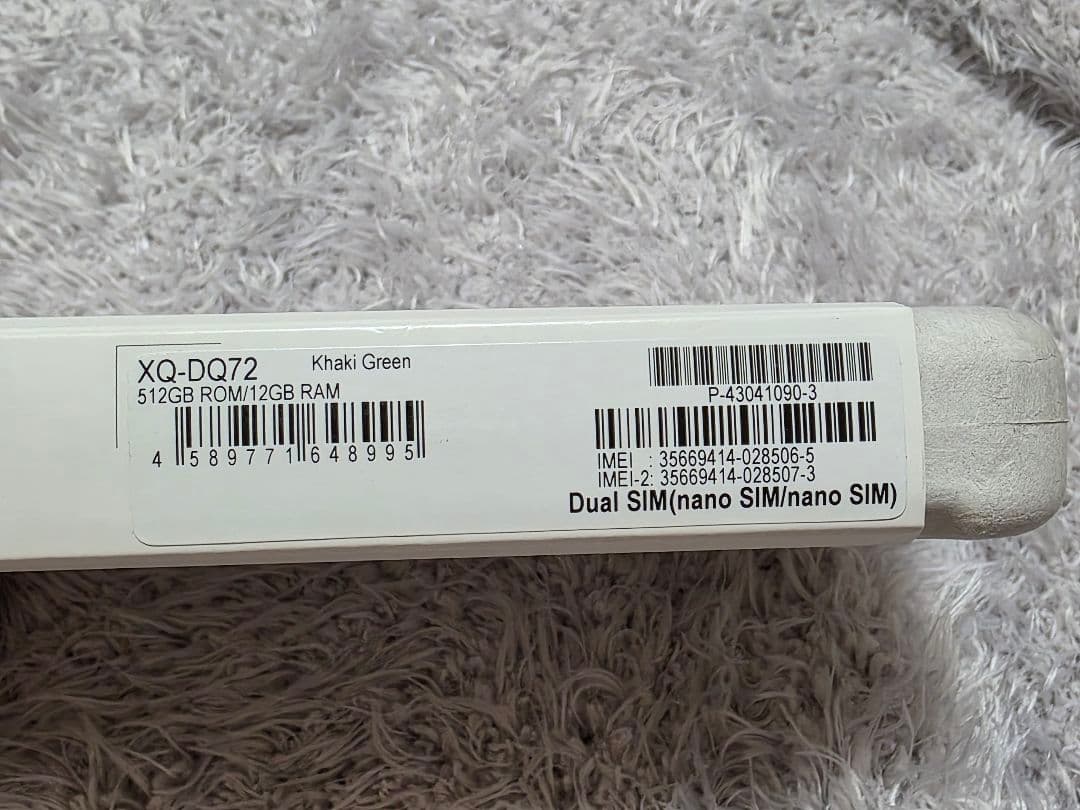 XQ-DQ72 Khaki Green
512GB ROM/12GB RAM
4 589771 648995
P-43041090-3
IMEI : 35669414-028506-5
IMEI-2: 35669414-028507-3
Dual SIM(nano SIM/nano SIM)